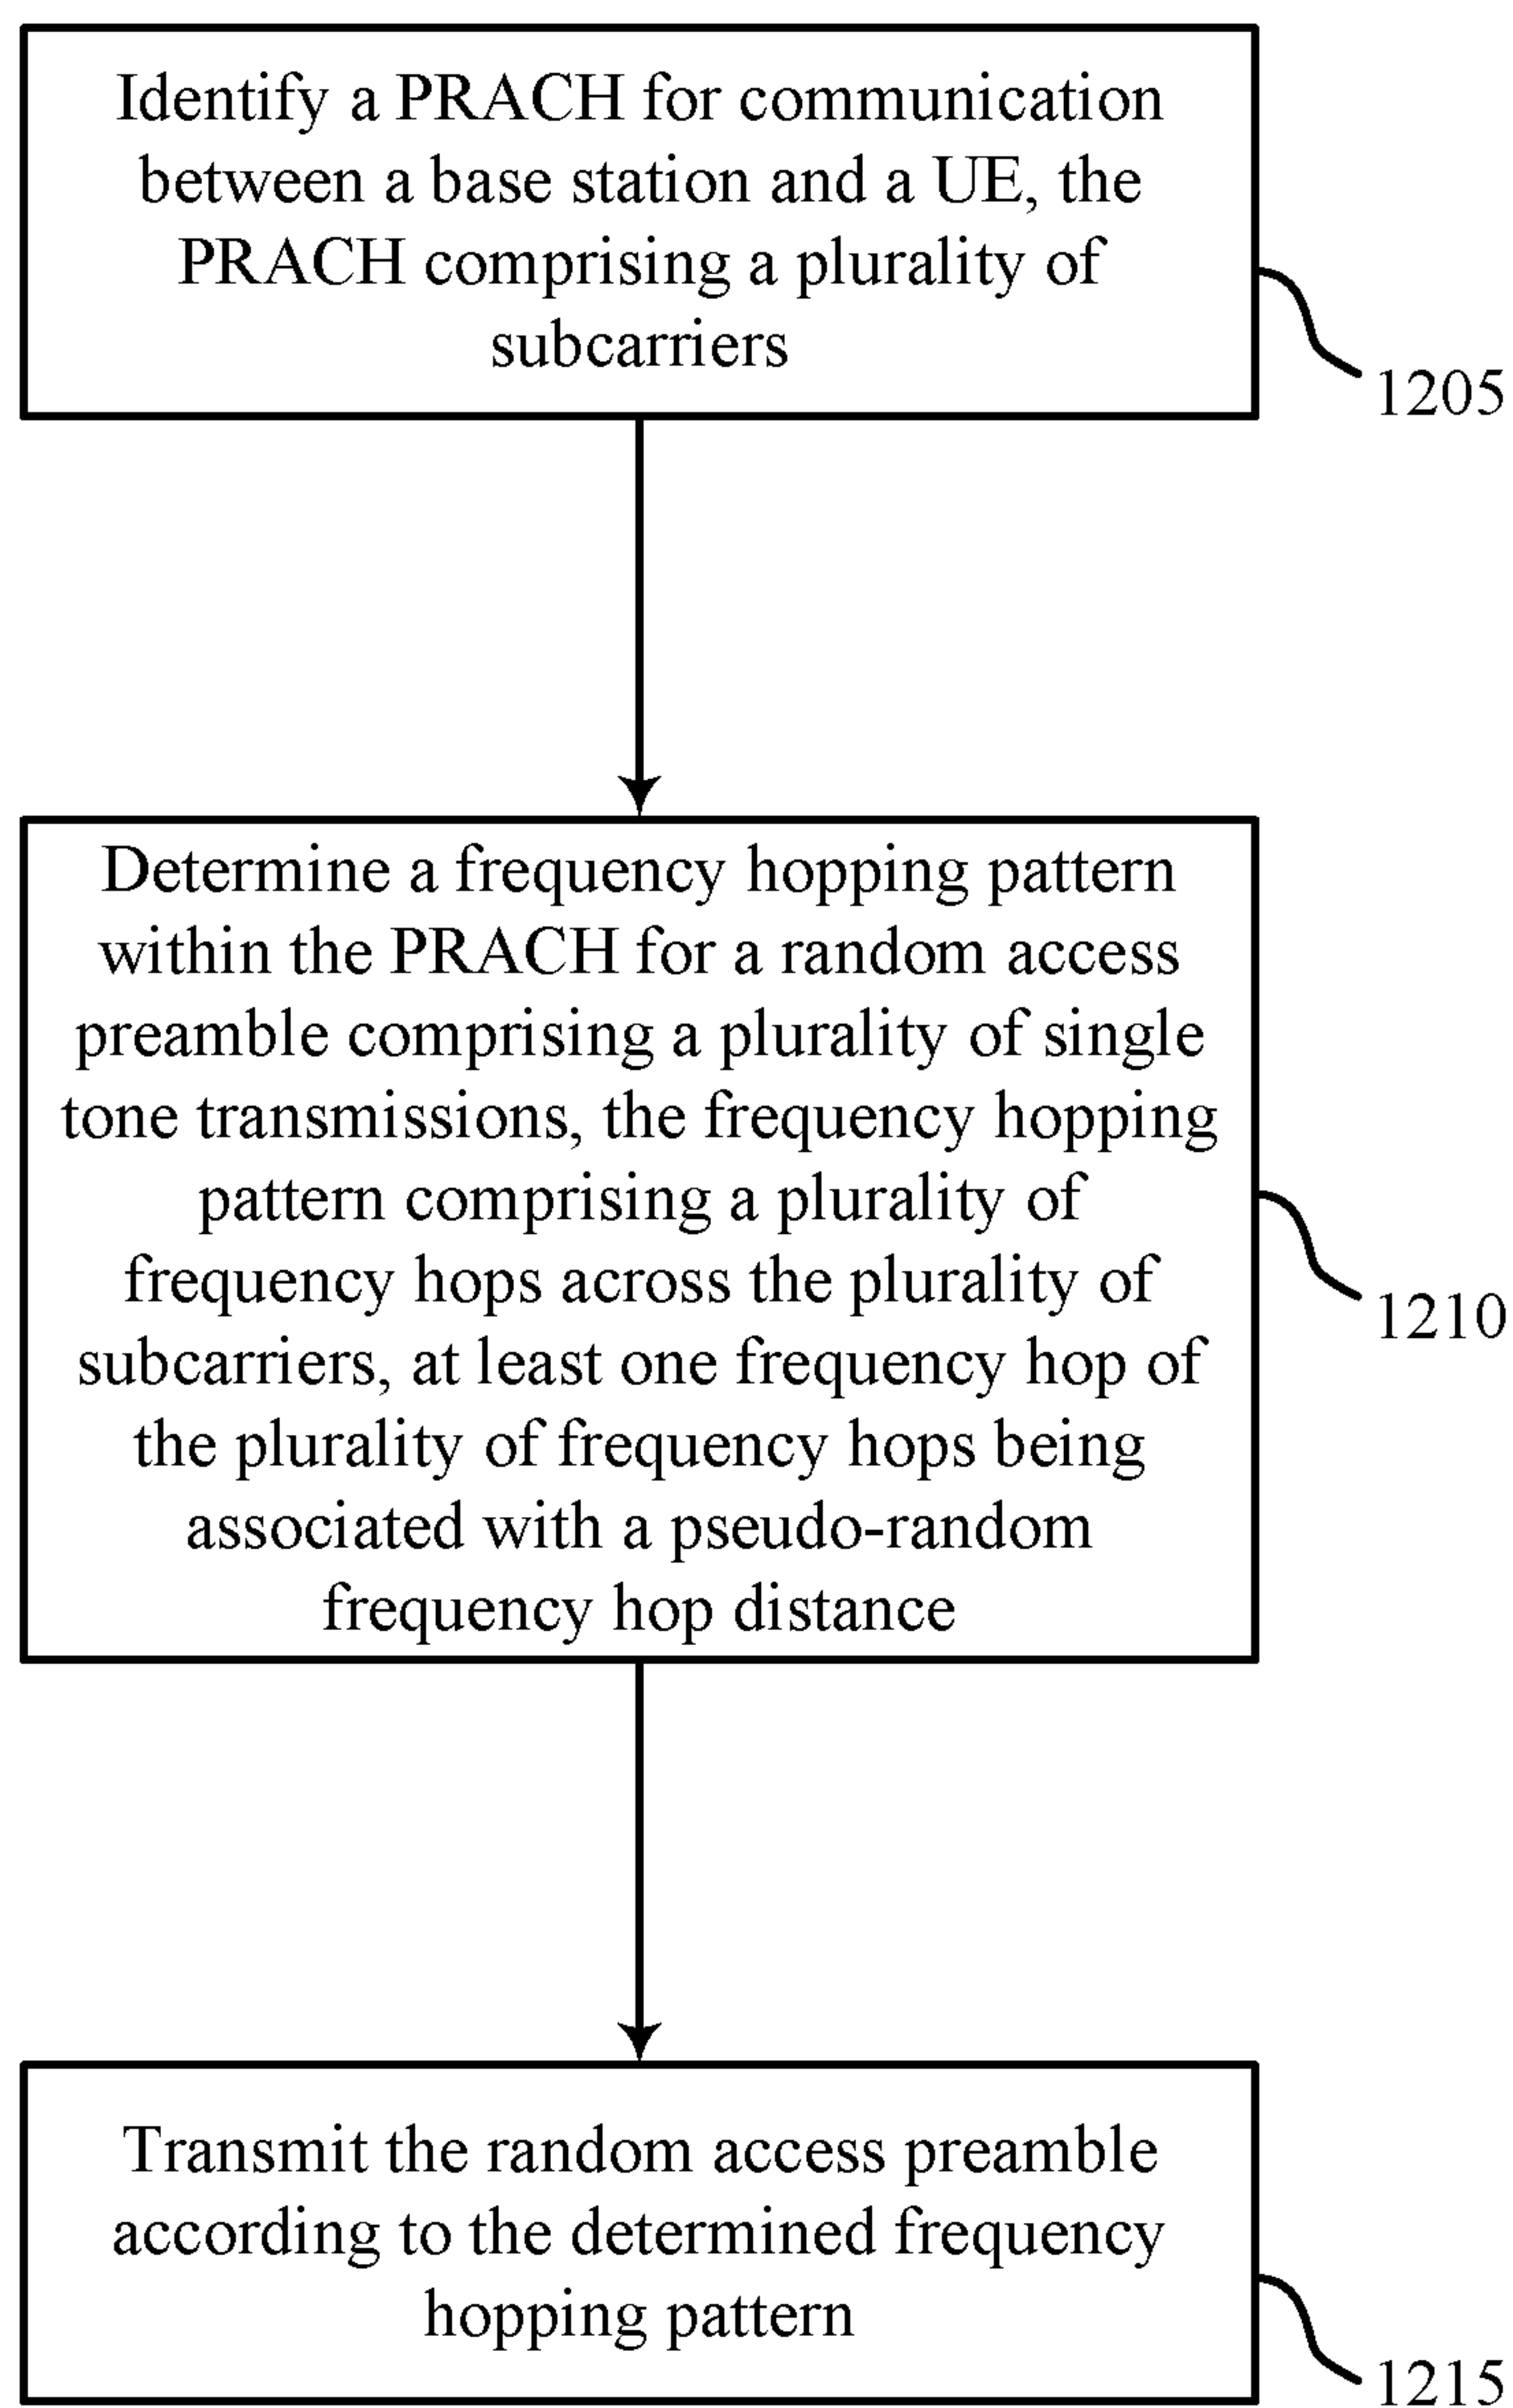 Identify a PRACH for communication
between a base station and a UE, the
PRACH comprising a plurality of
subcarriers
1205
Determine a frequency hopping pattern
within the PRACH for a random access
preamble comprising a plurality of single
tone transmissions, the frequency hopping
pattern comprising a plurality of
frequency hops across the plurality of
subcarriers, at least one frequency hop of
the plurality of frequency hops being
associated with a pseudo-random
frequency hop distance
1210
Transmit the random access preamble
according to the determined frequency
hopping pattern
1215